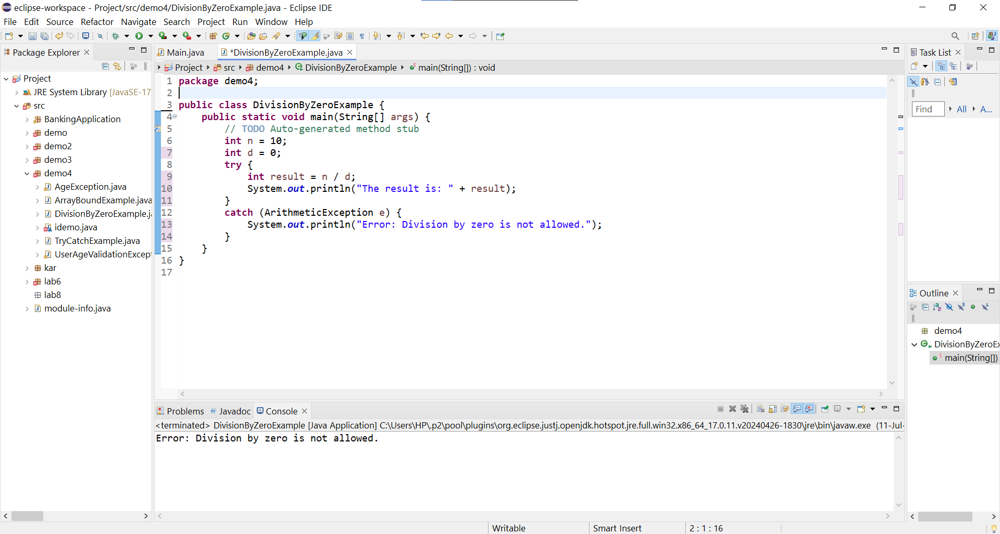 eclipse-workspace - Project/src/demo4/DivisionByZeroExample.java - Eclipse IDE
File Edit Source Refactor Navigate Search Project Run Window Help
Package Explorer
Project
JRE System Library [JavaSE-17
src
BankingApplication
demo
demo2
demo3
demo4
AgeException.java
ArrayBoundExample.java
DivisionByZeroExample.ja
idemo.java
TryCatchExample.java
UserAgeValidationExcept
kar
lab6
lab8
module-info.java
Main.java *DivisionByZeroExample.java
Project src demo4 DivisionByZeroExample main(String[]) : void
1 package demo4;
2
3 public class DivisionByZeroExample {
4 public static void main(String[] args) {
5 // TODO Auto-generated method stub
6 int n = 10;
7 int d = 0;
8 try {
9 int result = n / d;
10 System.out.println("The result is: " + result);
11 }
12 catch (ArithmeticException e) {
13 System.out.println("Error: Division by zero is not allowed.");
14 }
15 }
16 }
17
Problems @ Javadoc Console
<terminated> DivisionByZeroExample [Java Application] C:\Users\HP\.p2\pool\plugins\org.eclipse.justj.openjdk.hotspot.jre.full.win32.x86_64_17.0.11.v20240426-1830\jre\bin\javaw.exe (11-Jul-
Error: Division by zero is not allowed.
Task List
Find All A...
Outline
demo4
DivisionByZeroEx
main(String[])
Writable Smart Insert 2 : 1 : 16